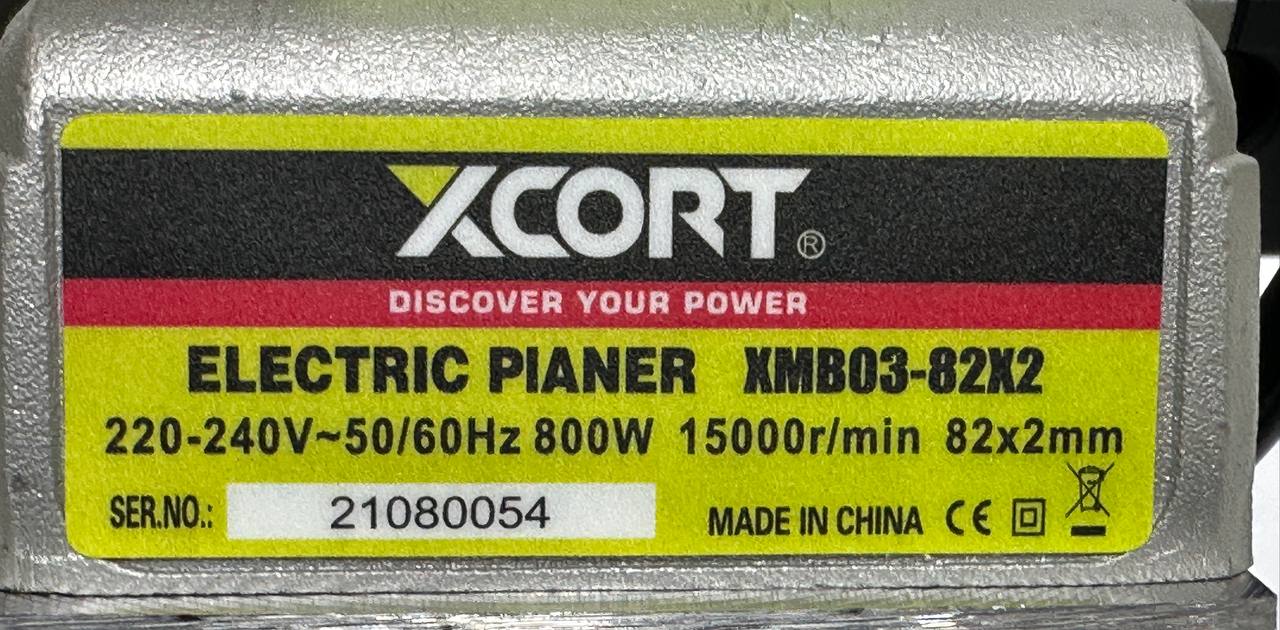 XCORT®
DISCOVER YOUR POWER
ELECTRIC PIANER XMB03-82X2
220-240V~50/60Hz 800W 15000r/min 82x2mm
SER.NO.: 21080054 MADE IN CHINA CE